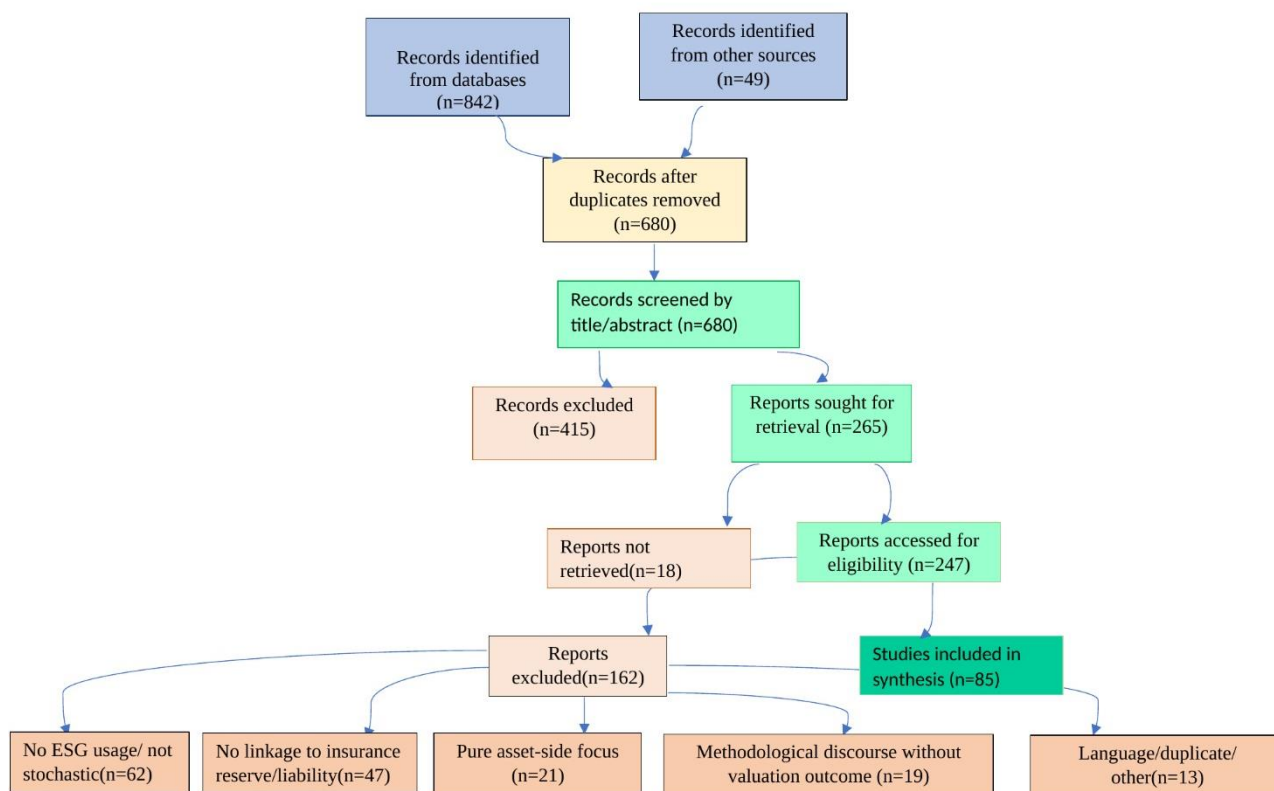 Records identified
from databases
(n=842)
Records identified
from other sources
(n=49)
Records after
duplicates removed
(n=680)
Records screened by
title/abstract (n=680)
Records excluded
(n=415)
Reports sought for
retrieval (n=265)
Reports not
retrieved(n=18)
Reports accessed for
eligibility (n=247)
Reports
excluded(n=162)
Studies included in
synthesis (n=85)
No ESG usage/ not
stochastic(n=62)
No linkage to insurance
reserve/liability(n=47)
Pure asset-side focus
(n=21)
Methodological discourse without
valuation outcome (n=19)
Language/duplicate/
other(n=13)